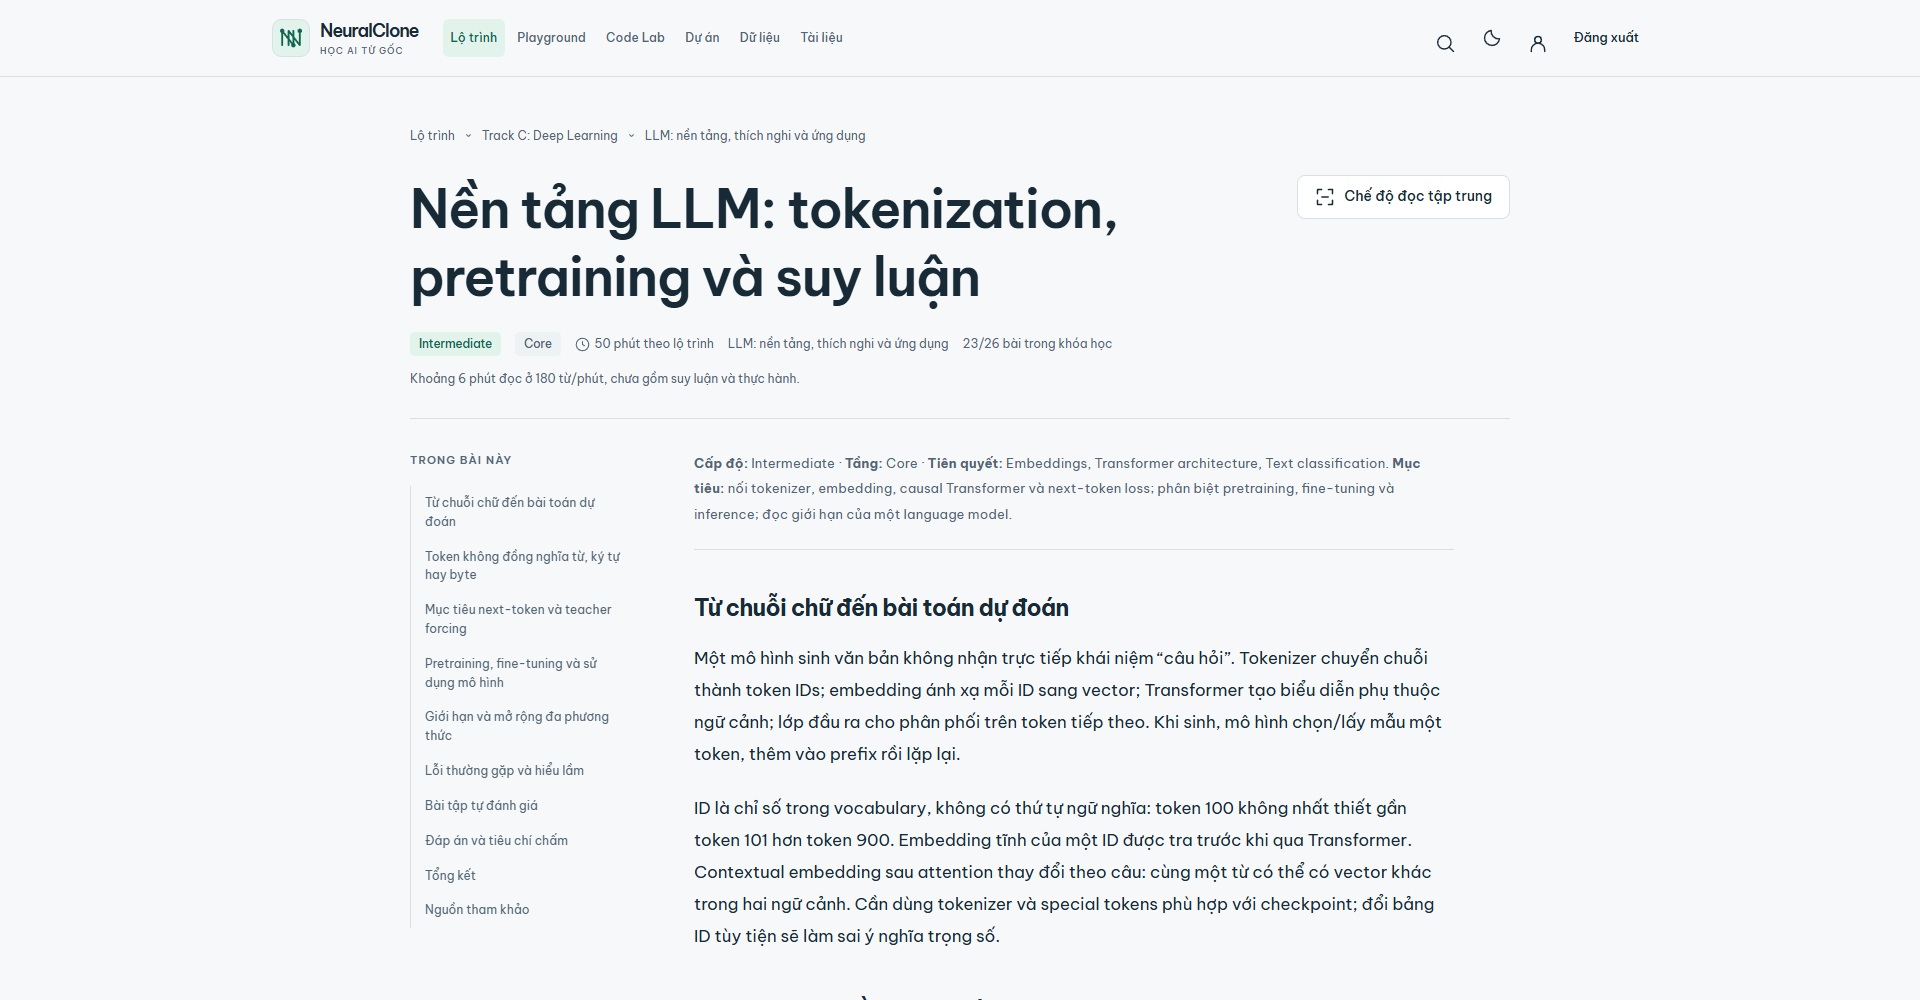 NeuralClone
HỌC AI TỪ GỐC
Lộ trình
Playground
Code Lab
Dự án
Dữ liệu
Tài liệu
Đăng xuất
Lộ trình
Track C: Deep Learning
LLM: nền tảng, thích nghi và ứng dụng
Nền tảng LLM: tokenization,
pretraining và suy luận
Chế độ đọc tập trung
Intermediate
Core
50 phút theo lộ trình
LLM: nền tảng, thích nghi và ứng dụng
23/26 bài trong khóa học
Khoảng 6 phút đọc ở 180 từ/phút, chưa gồm suy luận và thực hành.
TRONG BÀI NÀY
Từ chuỗi chữ đến bài toán dự
đoán
Token không đồng nghĩa từ, ký tự
hay byte
Mục tiêu next-token và teacher
forcing
Pretraining, fine-tuning và sử
dụng mô hình
Giới hạn và mở rộng đa phương
thức
Lỗi thường gặp và hiểu lầm
Bài tập tự đánh giá
Đáp án và tiêu chí chấm
Tổng kết
Nguồn tham khảo
Cấp độ: Intermediate · Tầng: Core · Tiên quyết: Embeddings, Transformer architecture, Text classification. Mục
tiêu: nối tokenizer, embedding, causal Transformer và next-token loss; phân biệt pretraining, fine-tuning và
inference; đọc giới hạn của một language model.
Từ chuỗi chữ đến bài toán dự đoán
Một mô hình sinh văn bản không nhận trực tiếp khái niệm “câu hỏi”. Tokenizer chuyển chuỗi
thành token IDs; embedding ánh xạ mỗi ID sang vector; Transformer tạo biểu diễn phụ thuộc
ngữ cảnh; lớp đầu ra cho phân phối trên token tiếp theo. Khi sinh, mô hình chọn/lấy mẫu một
token, thêm vào prefix rồi lặp lại.
ID là chỉ số trong vocabulary, không có thứ tự ngữ nghĩa: token 100 không nhất thiết gần
token 101 hơn token 900. Embedding tĩnh của một ID được tra trước khi qua Transformer.
Contextual embedding sau attention thay đổi theo câu: cùng một từ có thể có vector khác
trong hai ngữ cảnh. Cần dùng tokenizer và special tokens phù hợp với checkpoint; đổi bảng
ID tùy tiện sẽ làm sai ý nghĩa trọng số.